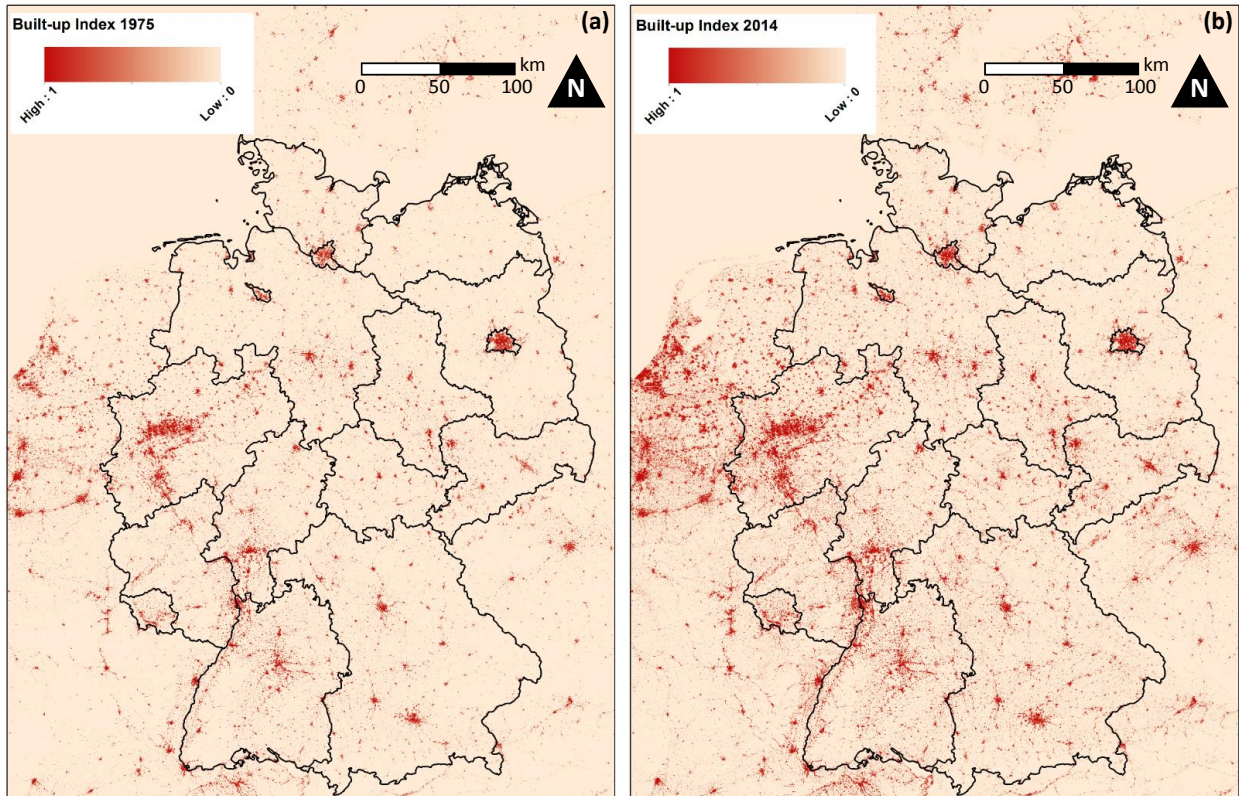 Built-up Index 1975
High : 1
Low : 0
km
0 50 100
N
(a)
Built-up Index 2014
High : 1
Low : 0
km
0 50 100
N
(b)